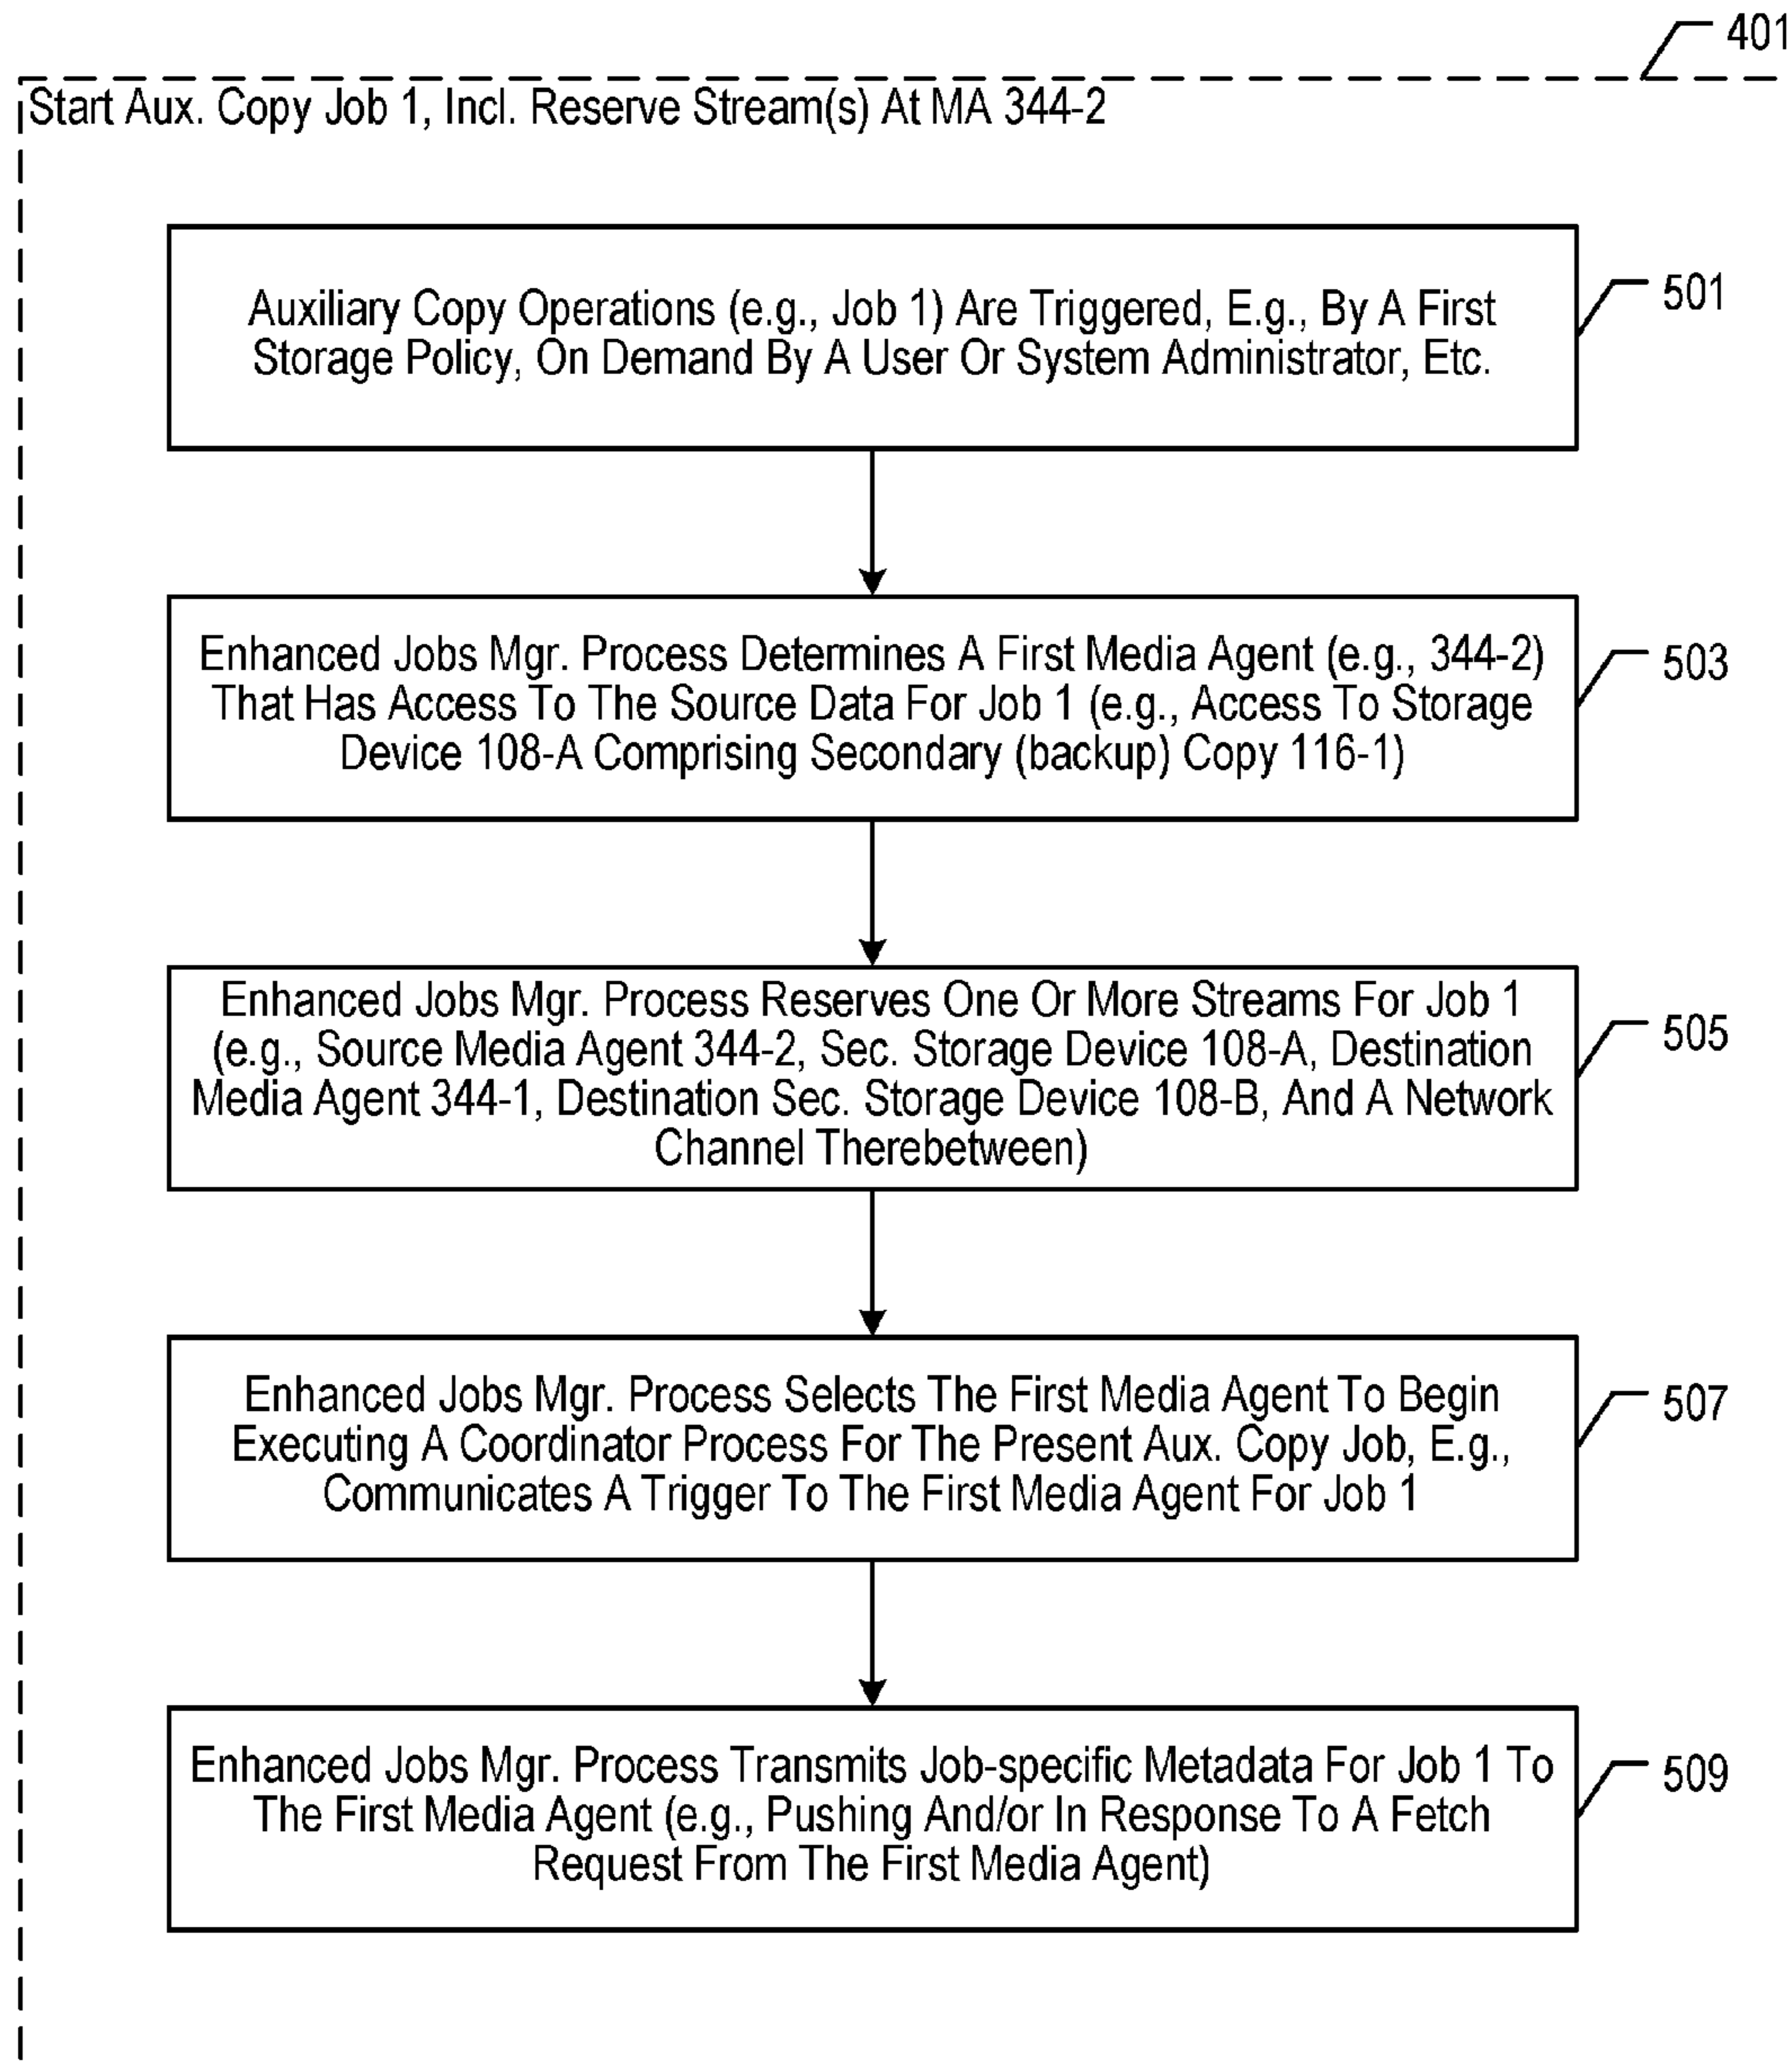 401
Start Aux. Copy Job 1, Incl. Reserve Stream(s) At MA 344-2
Auxiliary Copy Operations (e.g., Job 1) Are Triggered, E.g., By A First
Storage Policy, On Demand By A User Or System Administrator, Etc.
501
Enhanced Jobs Mgr. Process Determines A First Media Agent (e.g., 344-2)
That Has Access To The Source Data For Job 1 (e.g., Access To Storage
Device 108-A Comprising Secondary (backup) Copy 116-1)
503
Enhanced Jobs Mgr. Process Reserves One Or More Streams For Job 1
(e.g., Source Media Agent 344-2, Sec. Storage Device 108-A, Destination
Media Agent 344-1, Destination Sec. Storage Device 108-B, And A Network
Channel Therebetween)
505
Enhanced Jobs Mgr. Process Selects The First Media Agent To Begin
Executing A Coordinator Process For The Present Aux. Copy Job, E.g.,
Communicates A Trigger To The First Media Agent For Job 1
507
Enhanced Jobs Mgr. Process Transmits Job-specific Metadata For Job 1 To
The First Media Agent (e.g., Pushing And/or In Response To A Fetch
Request From The First Media Agent)
509